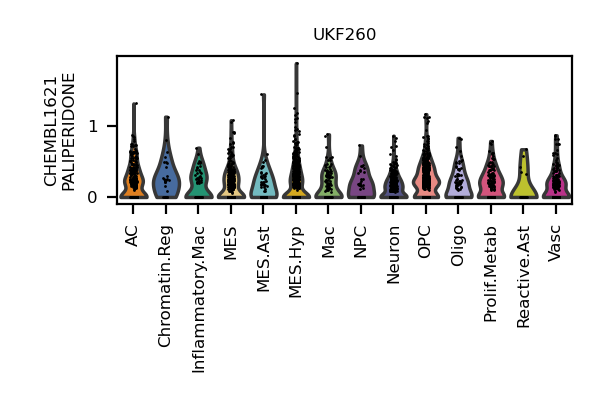 UKF260
CHEMBL1621
PALIPERIDONE
1
0
AC
Chromatin.Reg
Inflammatory.Mac
MES
MES.Ast
MES.Hyp
Mac
NPC
Neuron
OPC
Oligo
Prolif.Metab
Reactive.Ast
Vasc